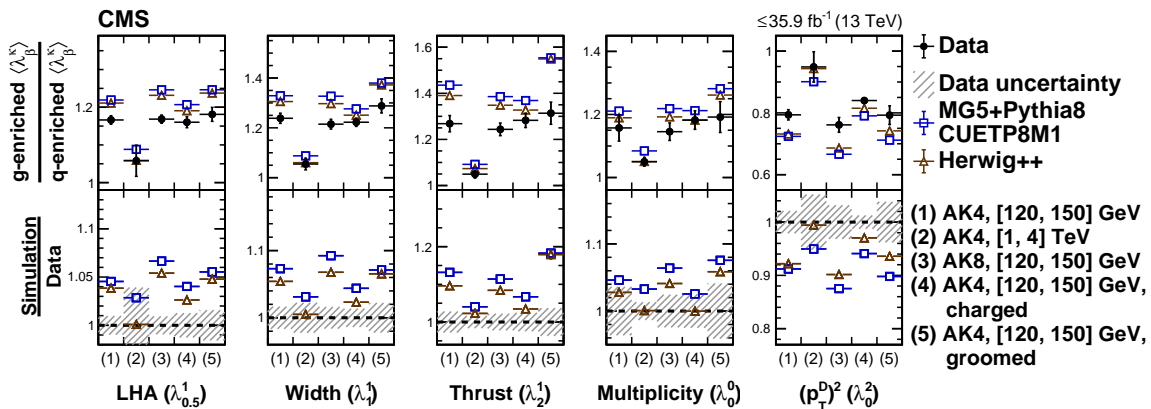 CMS
≤35.9 fb⁻¹ (13 TeV)
g-enriched ⟨λ_β^κ⟩
q-enriched ⟨λ_β^κ⟩
Simulation
Data
1.2
1
1.1
1.05
1
1.4
1.2
1
1.1
1
1.6
1.4
1.2
1
1.2
1
1.4
1.2
1
1.1
1
1
0.8
0.6
1
0.9
0.8
(1) (2) (3) (4) (5)
(1) (2) (3) (4) (5)
(1) (2) (3) (4) (5)
(1) (2) (3) (4) (5)
(1) (2) (3) (4) (5)
LHA (λ¹₀.₅)
Width (λ¹₁)
Thrust (λ¹₂)
Multiplicity (λ⁰₀)
(p_T^D)² (λ²₀)
Data
Data uncertainty
MG5+Pythia8
CUETP8M1
Herwig++
(1) AK4, [120, 150] GeV
(2) AK4, [1, 4] TeV
(3) AK8, [120, 150] GeV
(4) AK4, [120, 150] GeV,
charged
(5) AK4, [120, 150] GeV,
groomed